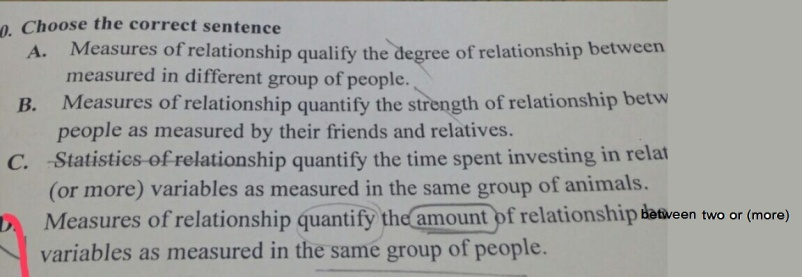 0. Choose the correct sentence
A. Measures of relationship qualify the degree of relationship between
measured in different group of people.
B. Measures of relationship quantify the strength of relationship betw
people as measured by their friends and relatives.
C. Statistics of relationship quantify the time spent investing in relat
(or more) variables as measured in the same group of animals.
D. Measures of relationship quantify the amount of relationship between two or (more)
variables as measured in the same group of people.